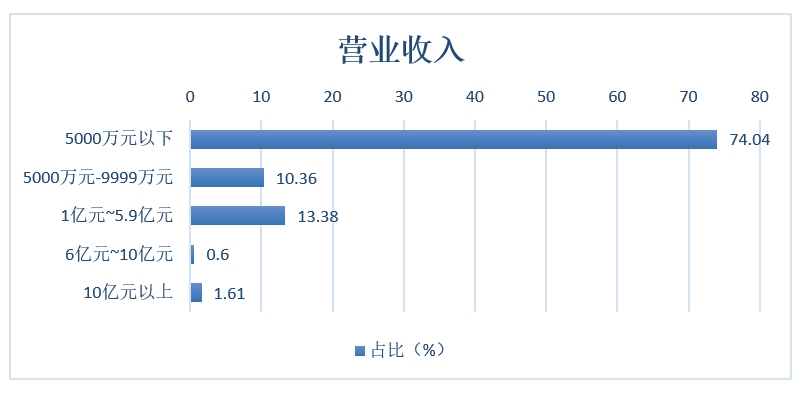 营业收入
0 10 20 30 40 50 60 70 80
5000万元以下 74.04
5000万元-9999万元 10.36
1亿元~5.9亿元 13.38
6亿元~10亿元 0.6
10亿元以上 1.61
占比（%）